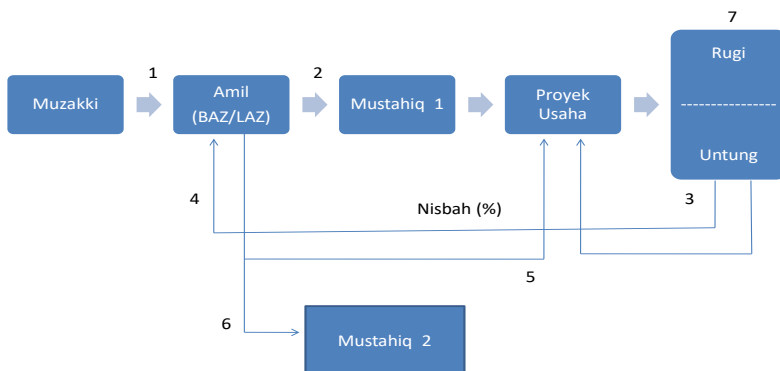 7
Rugi
1
2
Muzakki
Amil
(BAZ/LAZ)
Mustahiq 1
Proyek
Usaha
---------------------
Untung
4
Nisbah (%)
3
5
6
Mustahiq 2